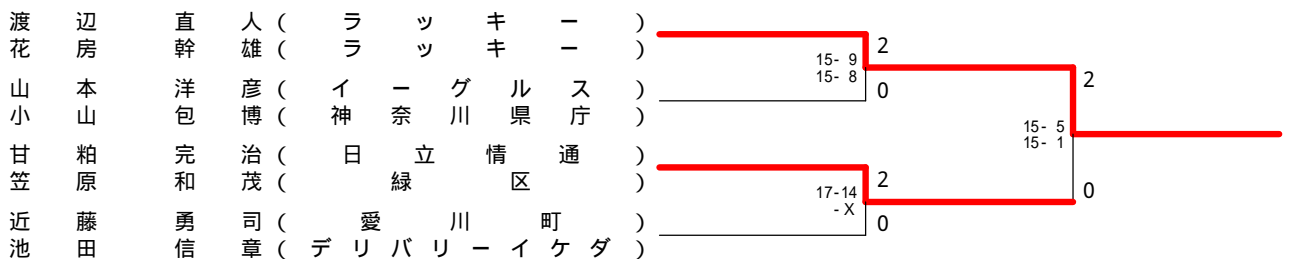 渡辺直人(ラッキー)
花房幹雄(ラッキー)
2
15- 9
15- 8
山本洋彦(イーグルス)
0
小山包博(神奈川県庁)
2
15- 5
15- 1
甘粕完治(日立情通)
笠原和茂(緑区)
2
0
17-14
- X
近藤勇司(愛川町)
0
池田信章(デリバリーイケダ)